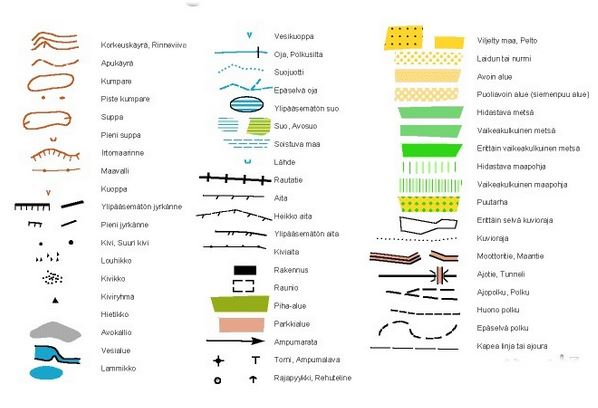 Korkeuskäyrä, Rinneviiva
Apukäyrä
Kumpare
Piste kumpare
Suppa
Pieni suppa
Irtomaarinne
Maavalli
Kuoppa
Ylipääsemätön jyrkänne
Pieni jyrkänne
Kivi, Suuri kivi
Louhikko
Kivikko
Kiviryhmä
Hietikko
Avokallio
Vesialue
Lammikko
Vesikuoppa
Oja, Polkusilta
Suojuotti
Epäselvä oja
Ylipääsemätön suo
Suo, Avosuo
Soistuva maa
Lähde
Rautatie
Aita
Heikko aita
Ylipääsemätön aita
Kiviaita
Rakennus
Raunio
Piha-alue
Parkkialue
Ampumarata
Torni, Ampumalava
Rajapyykki, Rehuteline
Viljelty maa, Pelto
Laidun tai nurmi
Avoin alue
Puoliavoin alue (siemenpuu alue)
Hidastava metsä
Vaikeakulkuinen metsä
Erittäin vaikeakulkuinen metsä
Hidastava maapohja
Vaikeakulkuinen maapohja
Puutarha
Erittäin selvä kuvioraja
Kuvioraja
Moottoritie, Maantie
Ajotie, Tunneli
Ajopolku, Polku
Huono polku
Epäselvä polku
Kapea linja tai ajoura